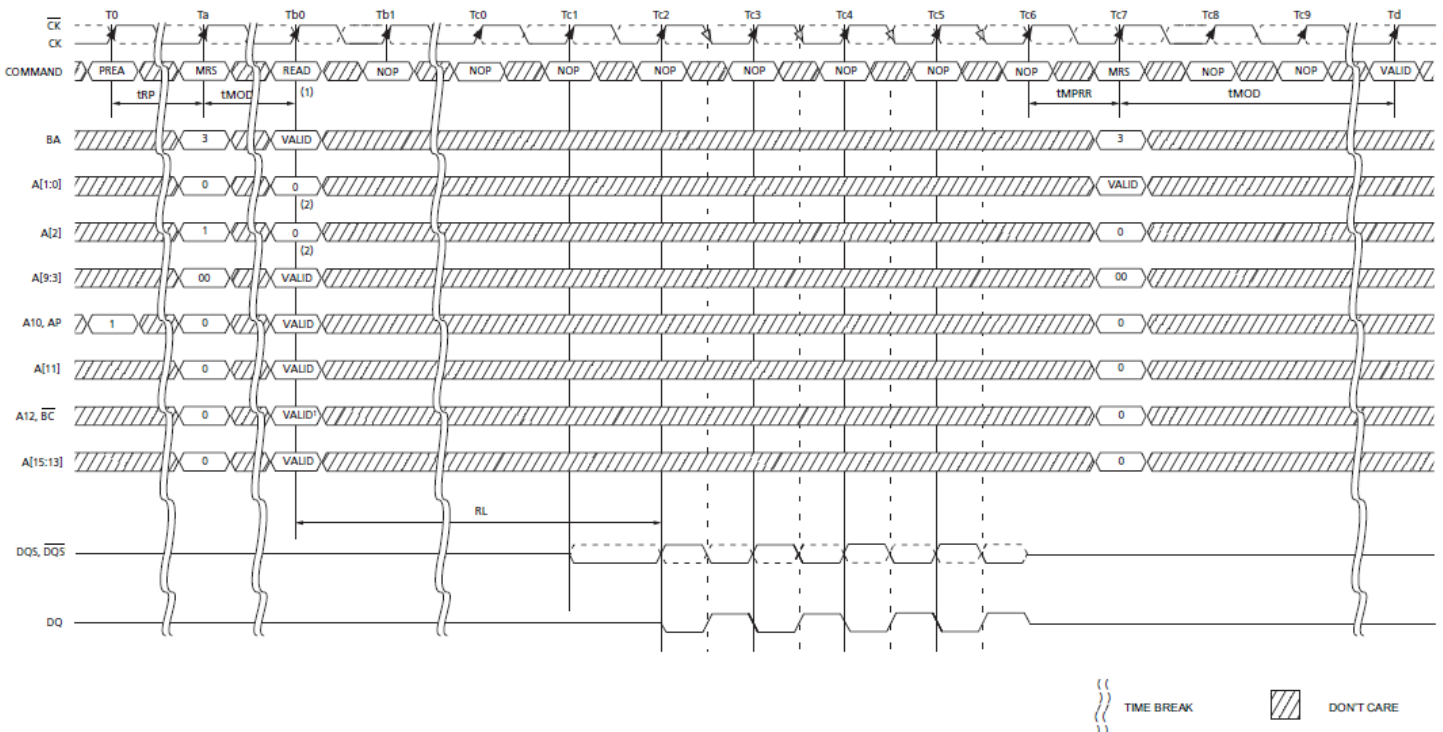 T0 Ta Tb0 Tb1 Tc0 Tc1 Tc2 Tc3 Tc4 Tc5 Tc6 Tc7 Tc8 Tc9 Td
CK
CK
COMMAND PREA MRS READ NOP NOP NOP NOP NOP NOP NOP NOP MRS NOP NOP VALID
tRP tMOD (1) tMPRR tMOD
BA 3 VALID 3
A[1:0] 0 0 VALID
(2)
A[2] 1 0 0
(2)
A[9:3] 00 VALID 00
A10, AP 1 0 VALID 0
A[11] 0 VALID 0
A12, BC 0 VALID¹ 0
A[15:13] 0 VALID 0
RL
DQS, DQS
DQ
TIME BREAK DON'T CARE